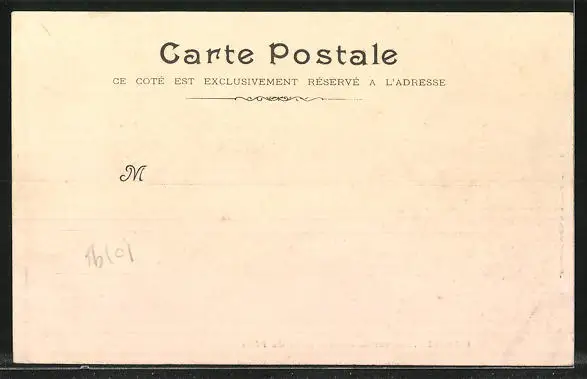 Carte Postale
CE COTÉ EST EXCLUSIVEMENT RÉSERVÉ A L'ADRESSE
M